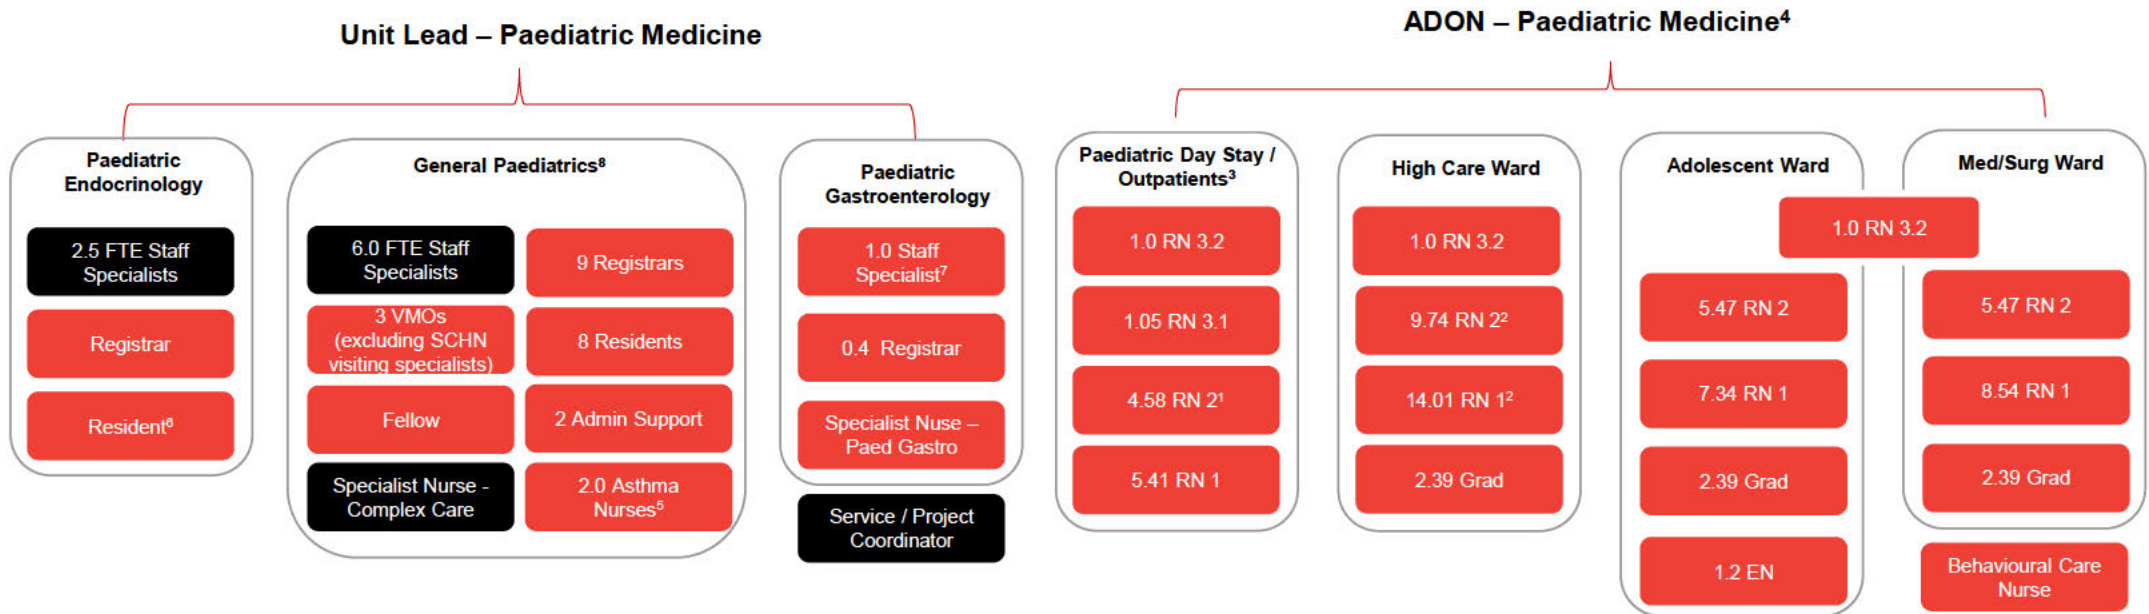 Unit Lead – Paediatric Medicine
ADON – Paediatric Medicine⁴
Paediatric
Endocrinology
2.5 FTE Staff
Specialists
Registrar
Resident⁶
General Paediatrics⁸
6.0 FTE Staff
Specialists
9 Registrars
3 VMOs
(excluding SCHN
visiting specialists)
8 Residents
Fellow
2 Admin Support
Specialist Nurse -
Complex Care
2.0 Asthma
Nurses⁵
Paediatric
Gastroenterology
1.0 Staff
Specialist⁷
0.4 Registrar
Specialist Nuse –
Paed Gastro
Service / Project
Coordinator
Paediatric Day Stay /
Outpatients³
1.0 RN 3.2
1.05 RN 3.1
4.58 RN 2¹
5.41 RN 1
High Care Ward
1.0 RN 3.2
9.74 RN 2²
14.01 RN 1²
2.39 Grad
Adolescent Ward
Med/Surg Ward
1.0 RN 3.2
5.47 RN 2
7.34 RN 1
2.39 Grad
1.2 EN
5.47 RN 2
8.54 RN 1
2.39 Grad
Behavioural Care
Nurse